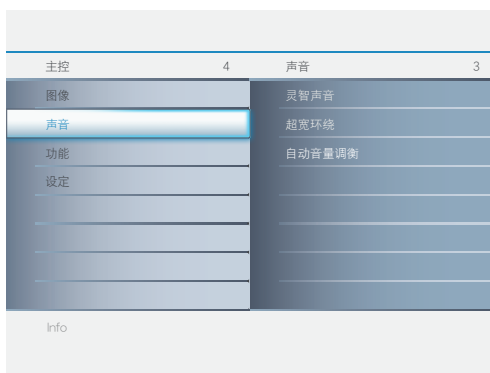 主控 4
图像
声音
功能
设定
声音 3
灵智声音
超宽环绕
自动音量调衡
Info